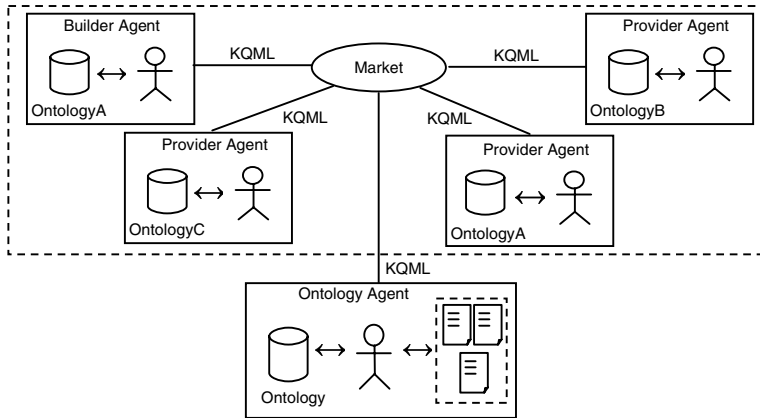 Builder Agent
OntologyA
KQML
Market
KQML
Provider Agent
OntologyB
KQML
KQML
Provider Agent
OntologyC
Provider Agent
OntologyA
KQML
Ontology Agent
Ontology